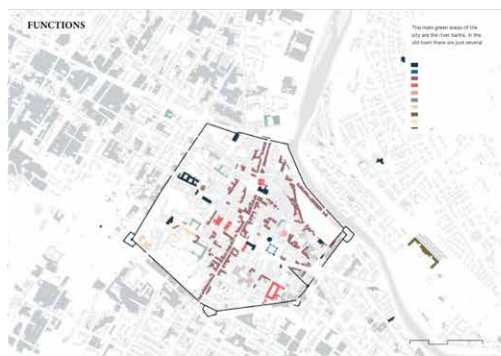 FUNCTIONS
The main green areas of the
city are the river banks. In the
old town there are just several